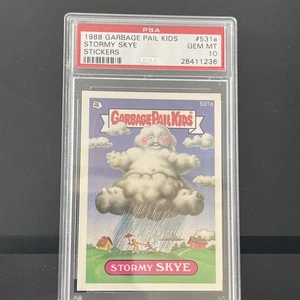 PSA
1988 GARBAGE PAIL KIDS #531a
STORMY SKYE GEM MT
STICKERS 10
28411236
531a
GARBAGE PAIL KIDS
STORMY SKYE